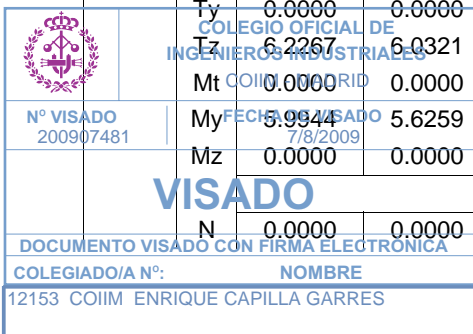 Ty 0.0000 0.0000
COLEGIO OFICIAL DE
Tz 6.2267 6.0321
INGENIEROS INDUSTRIALES
Mt 0.0000 0.0000
COIIM - MADRID
Nº VISADO FECHA DE VISADO
My 5.9944 5.6259
200907481 7/8/2009
Mz 0.0000 0.0000
VISADO
N 0.0000 0.0000
DOCUMENTO VISADO CON FIRMA ELECTRÓNICA
COLEGIADO/A Nº: NOMBRE
12153 COIIM ENRIQUE CAPILLA GARRES